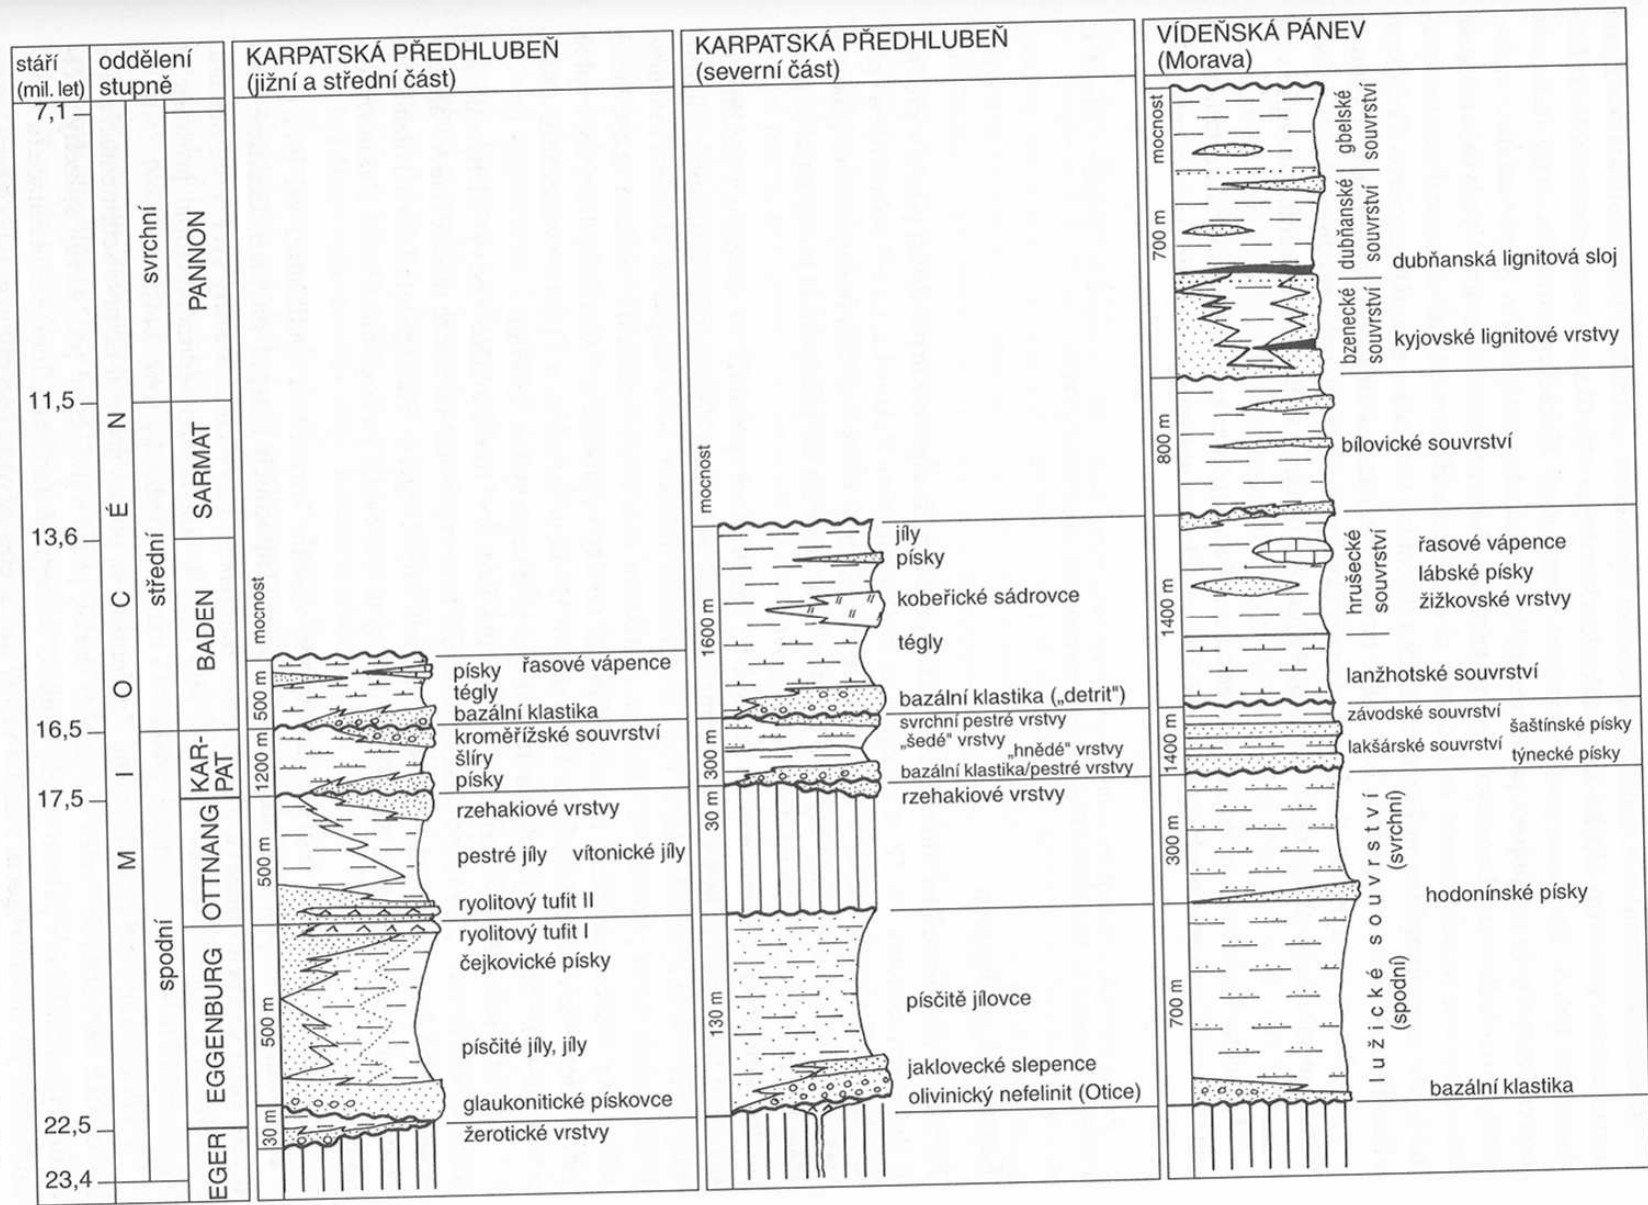 stáří
(mil. let)
oddělení
stupně
7,1
11,5
13,6
16,5
17,5
22,5
23,4
MIOCÉN
svrchní
střední
spodní
PANNON
SARMAT
BADEN
KAR-
PAT
OTTNANG
EGGENBURG
EGER
KARPATSKÁ PŘEDHLUBEŇ
(jižní a střední část)
mocnost
500 m
1200 m
500 m
500 m
30 m
písky řasové vápence
tégly
bazální klastika
kroměřížské souvrství
šlíry
písky
rzehakiové vrstvy
pestré jíly vítonické jíly
ryolitový tufit II
ryolitový tufit I
čejkovické písky
písčité jíly, jíly
glaukonitické pískovce
žerotické vrstvy
KARPATSKÁ PŘEDHLUBEŇ
(severní část)
mocnost
1600 m
300 m
30 m
130 m
jíly
písky
kobeřické sádrovce
tégly
bazální klastika („detrit")
svrchní pestré vrstvy
„šedé" vrstvy
„hnědé" vrstvy
bazální klastika/pestré vrstvy
rzehakiové vrstvy
písčitě jílovce
jaklovecké slepence
olivinický nefelinit (Otice)
VÍDEŇSKÁ PÁNEV
(Morava)
mocnost
700 m
800 m
1400 m
1400 m
300 m
700 m
gbelské
souvrství
dubňanské
souvrství
dubňanská lignitová sloj
bzenecké
souvrství
kyjovské lignitové vrstvy
bílovické souvrství
hrušecké
souvrství
řasové vápence
lábské písky
žižkovské vrstvy
lanžhotské souvrství
závodské souvrství
šaštínské písky
lakšárské souvrství
týnecké písky
lužické souvrství
(svrchní)
(spodní)
hodonínské písky
bazální klastika